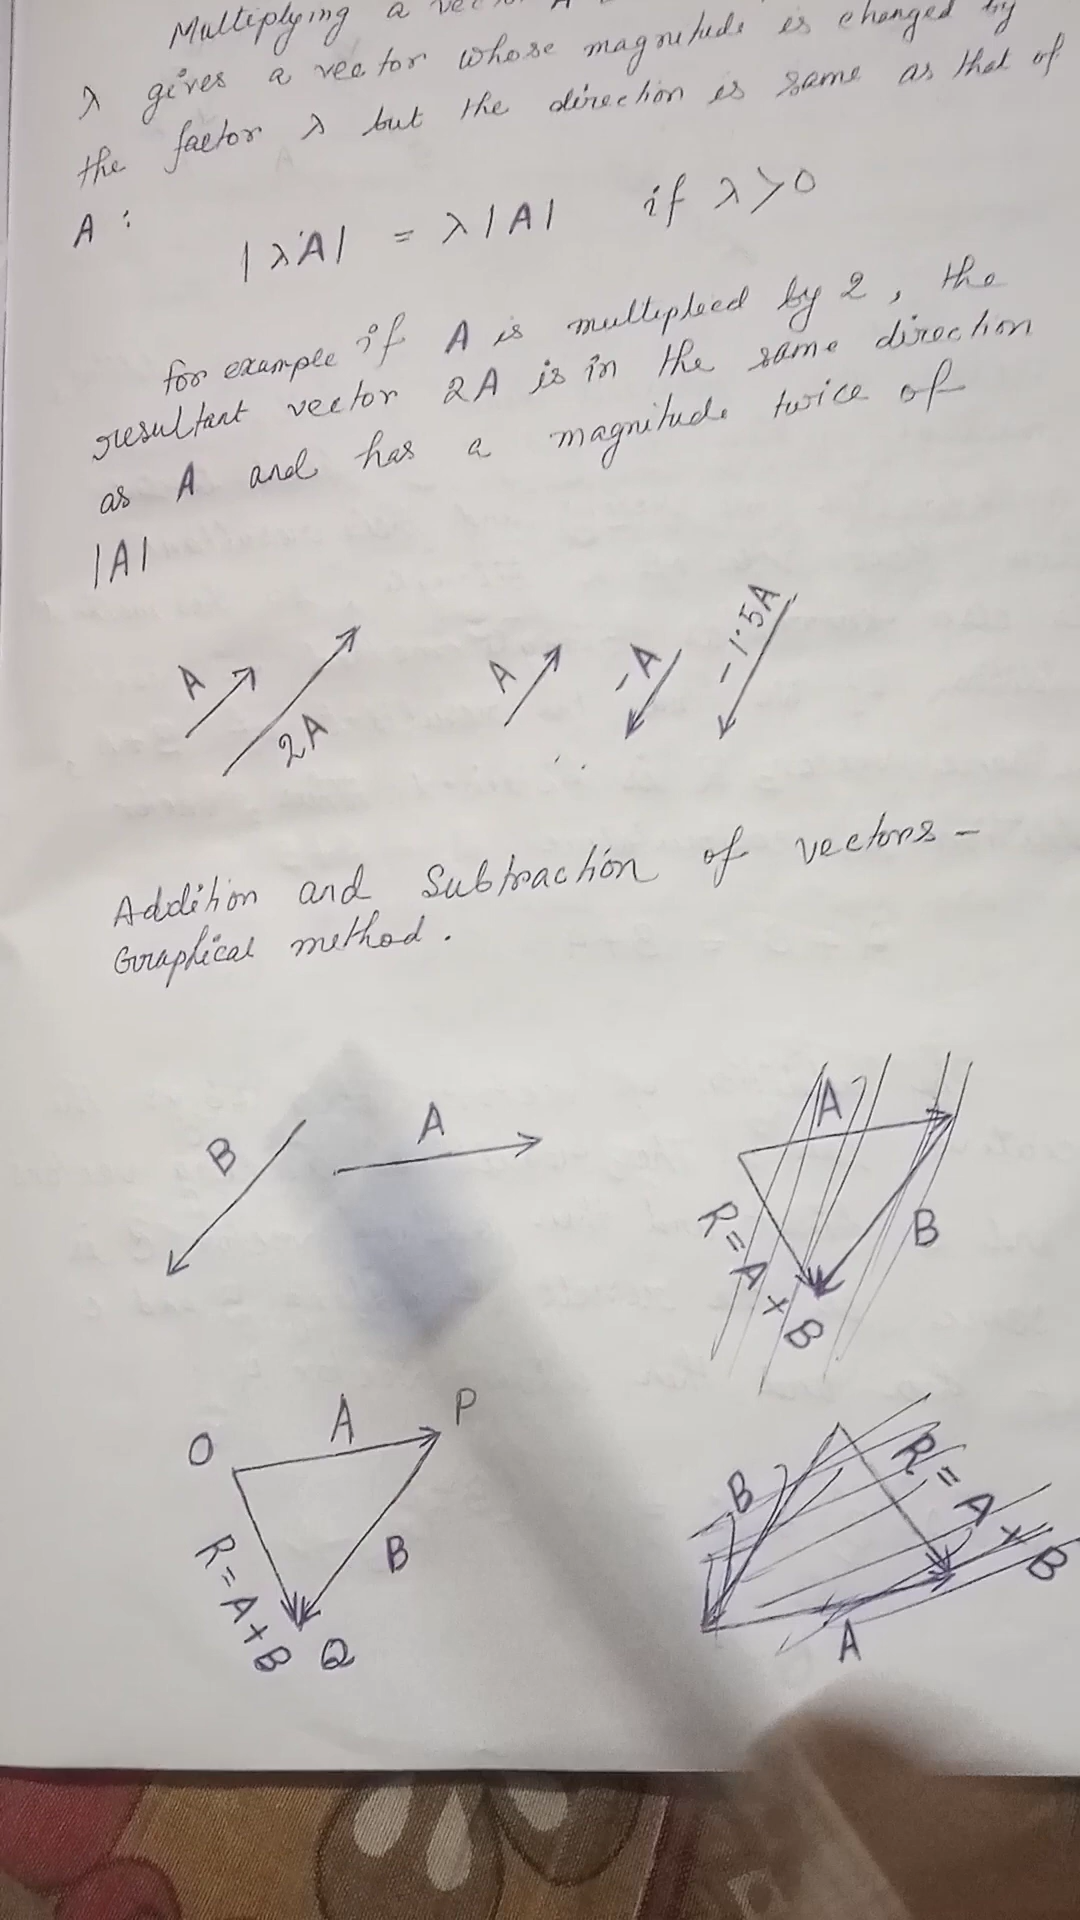 Multiplying a vector A
λ gives a vector whose magnitude is changed by
the factor λ but the direction is same as that of
A :
|λA| = λ|A| if λ>0
for example if A is multiplied by 2, the
resultant vector 2A is in the same direction
as A and has a magnitude twice of
|A|
A
2A
A
-A
-1.5A
Addition and Subtraction of vectors -
Graphical method.
B
A
A
B
R=A+B
O
A
P
B
R=A+B
Q
B
R=A+B
A